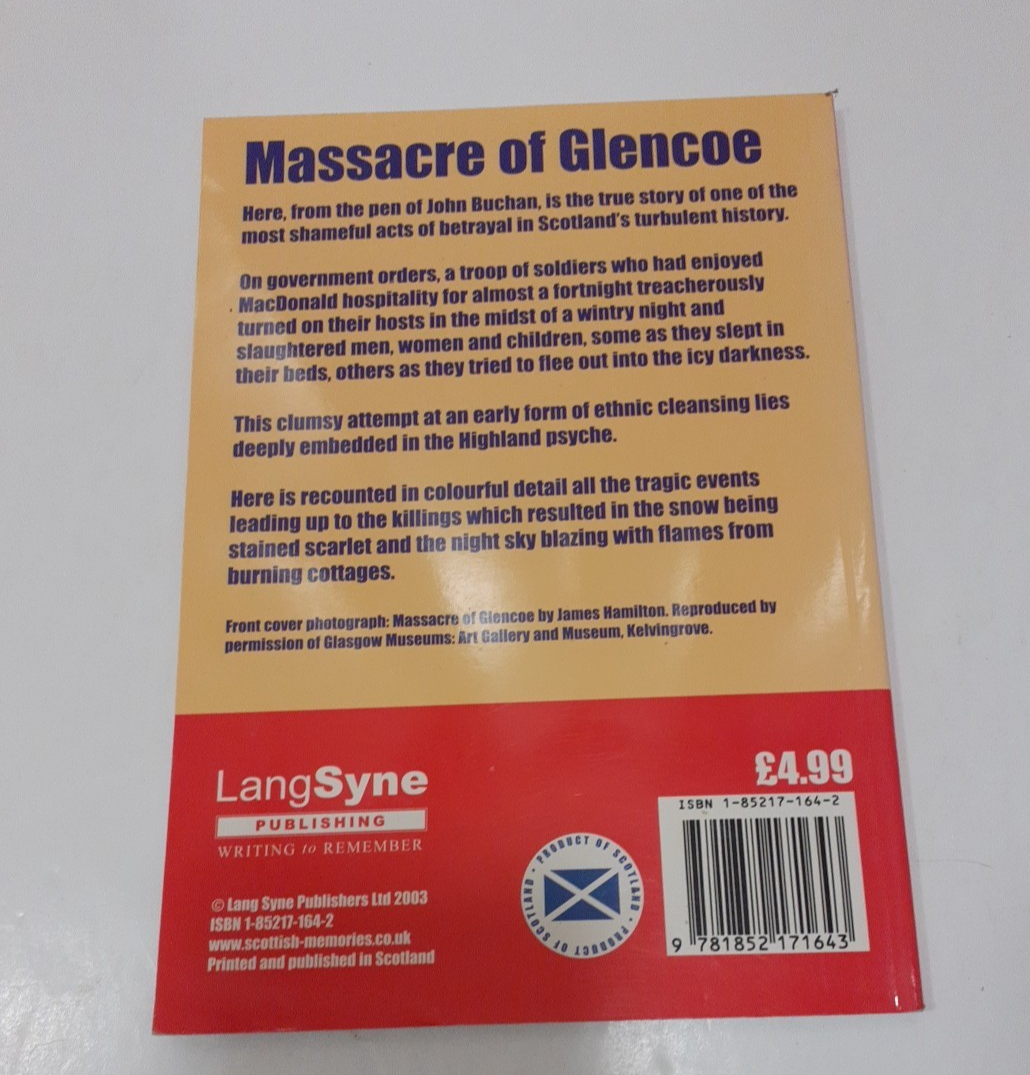 Massacre of Glencoe
Here, from the pen of John Buchan, is the true story of one of the
most shameful acts of betrayal in Scotland's turbulent history.
On government orders, a troop of soldiers who had enjoyed
MacDonald hospitality for almost a fortnight treacherously
turned on their hosts in the midst of a wintry night and
slaughtered men, women and children, some as they slept in
their beds, others as they tried to flee out into the icy darkness.
This clumsy attempt at an early form of ethnic cleansing lies
deeply embedded in the Highland psyche.
Here is recounted in colourful detail all the tragic events
leading up to the killings which resulted in the snow being
stained scarlet and the night sky blazing with flames from
burning cottages.
Front cover photograph: Massacre of Glencoe by James Hamilton. Reproduced by
permission of Glasgow Museums: Art Gallery and Museum, Kelvingrove.
LangSyne
PUBLISHING
WRITING to REMEMBER
© Lang Syne Publishers Ltd 2003
ISBN 1-85217-164-2
www.scottish-memories.co.uk
Printed and published in Scotland
PRODUCT OF SCOTLAND • PRODUCT OF SCOTLAND •
£4.99
ISBN 1-85217-164-2
9 781852 171643